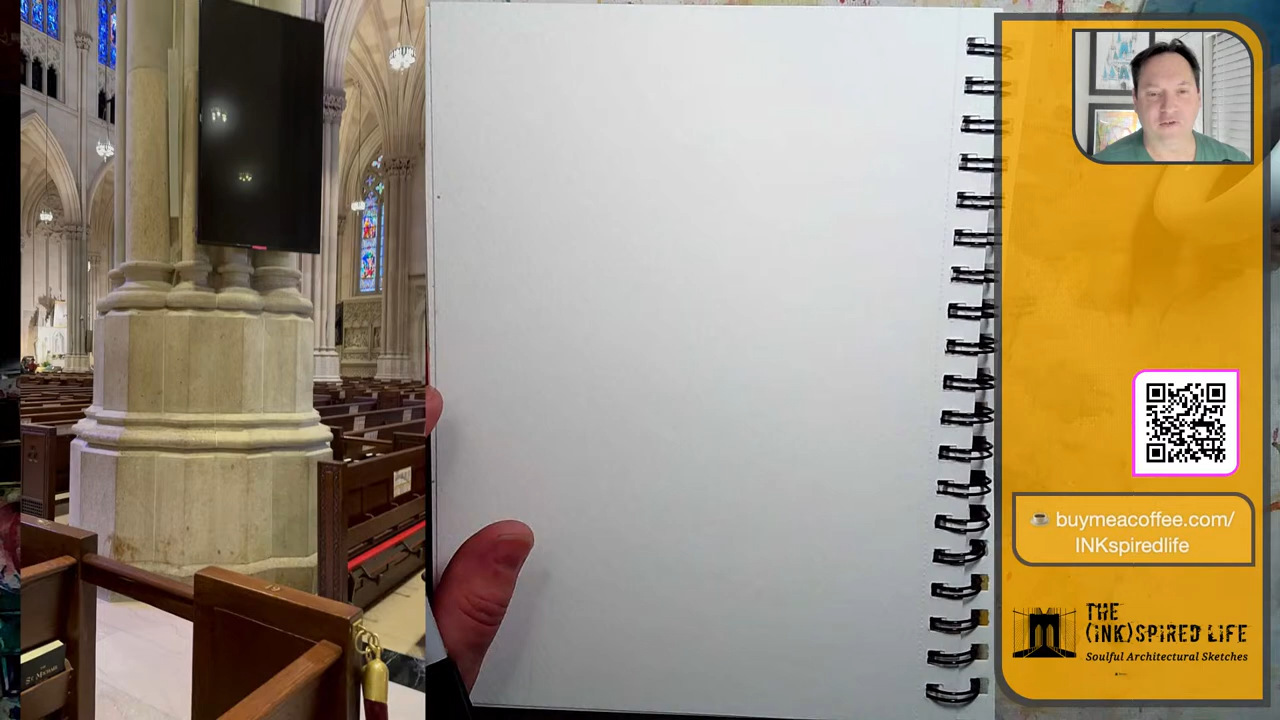 buymeacoffee.com/
INKspiredlife
THE
(INK)SPIRED LIFE
Soulful Architectural Sketches